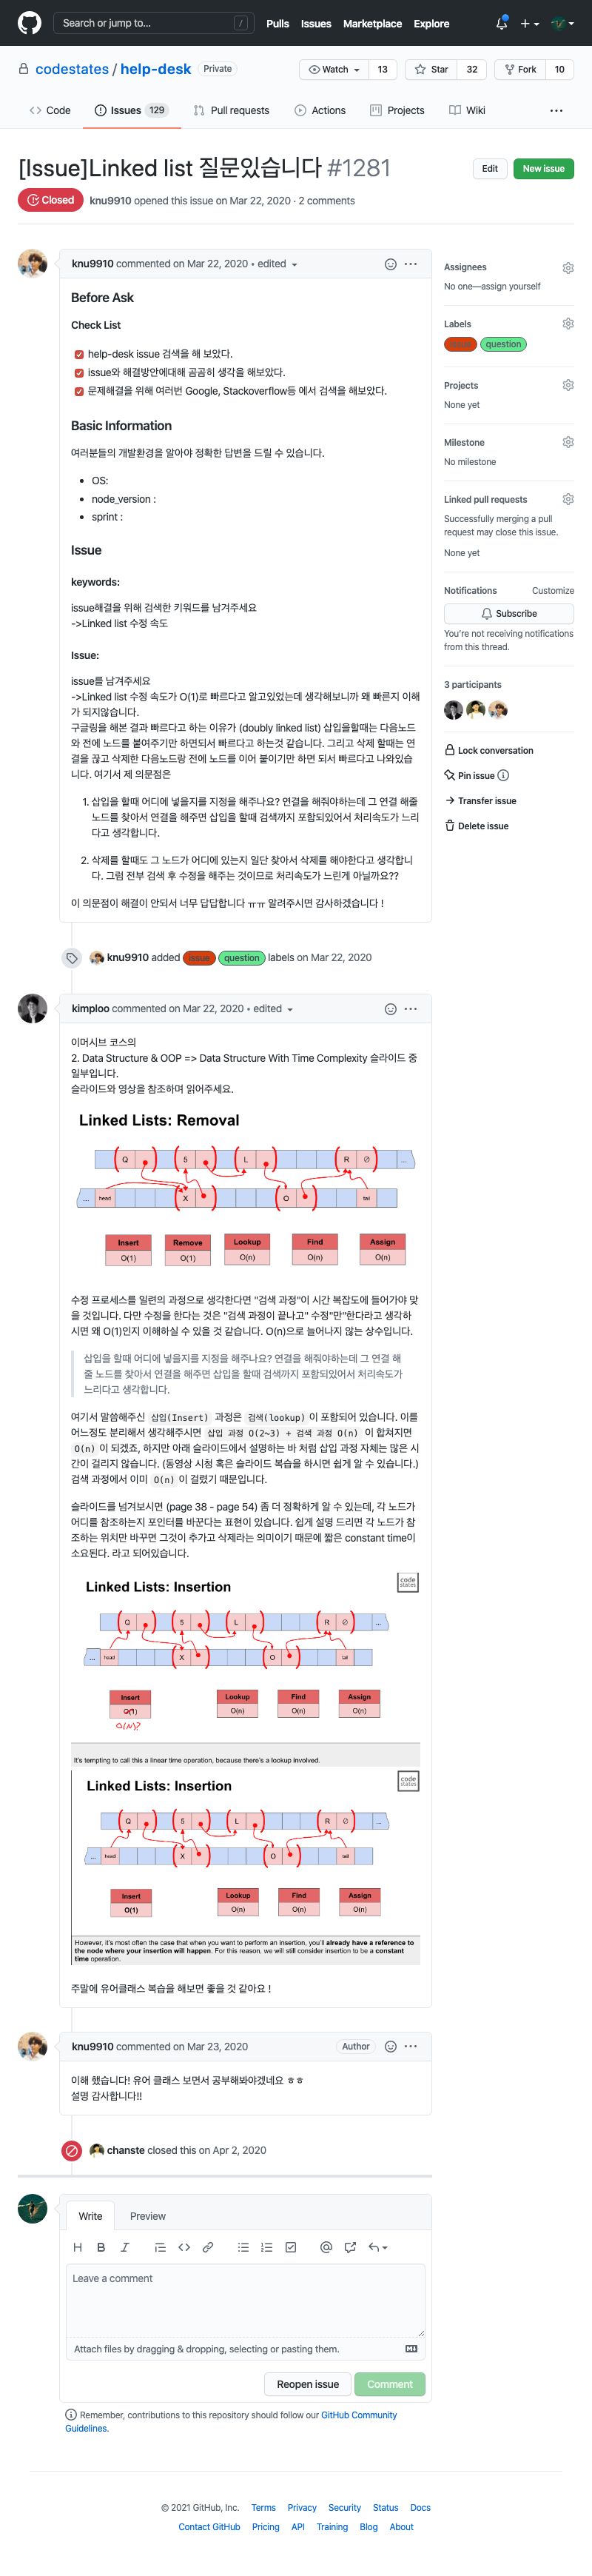 Search or jump to...
/
Pulls Issues Marketplace Explore
codestates / help-desk Private
Watch 13 Star 32 Fork 10
Code Issues 129 Pull requests Actions Projects Wiki ...
[Issue]Linked list 질문있습니다 #1281
Edit New issue
Closed knu9910 opened this issue on Mar 22, 2020 · 2 comments
knu9910 commented on Mar 22, 2020 • edited
Before Ask
Check List
help-desk issue 검색을 해 보았다.
issue와 해결방안에대해 곰곰히 생각을 해보았다.
문제해결을 위해 여러번 Google, Stackoverflow등 에서 검색을 해보았다.
Basic Information
여러분들의 개발환경을 알아야 정확한 답변을 드릴 수 있습니다.
• OS:
• node_version :
• sprint :
Issue
keywords:
issue해결을 위해 검색한 키워드를 남겨주세요
->Linked list 수정 속도
Issue:
issue를 남겨주세요
->Linked list 수정 속도가 O(1)로 빠르다고 알고있었는데 생각해보니까 왜 빠른지 이해
가 되지않습니다.
구글링을 해본 결과 빠르다고 하는 이유가 (doubly linked list) 삽입을할때는 다음노드
와 전에 노드를 붙여주기만 하면되서 빠르다고 하는것 같습니다. 그리고 삭제 할때는 연
결을 끊고 삭제한 다음노드랑 전에 노드를 이어 붙이기만 하면 되서 빠르다고 나와있습
니다. 여기서 제 의문점은
1. 삽입을 할때 어디에 넣을지를 지정을 해주나요? 연결을 해줘야하는데 그 연결 해줄
노드를 찾아서 연결을 해주면 삽입을 할때 검색까지 포함되있어서 처리속도가 느리
다고 생각합니다.
2. 삭제를 할때도 그 노드가 어디에 있는지 일단 찾아서 삭제를 해야한다고 생각합니
다. 그럼 전부 검색 후 수정을 해주는 것이므로 처리속도가 느린게 아닐까요??
이 의문점이 해결이 안되서 너무 답답합니다 ㅠㅠ 알려주시면 감사하겠습니다 !
knu9910 added issue question labels on Mar 22, 2020
kimploo commented on Mar 22, 2020 • edited
이머시브 코스의
2. Data Structure & OOP => Data Structure With Time Complexity 슬라이드 중
일부입니다.
슬라이드와 영상을 참조하며 읽어주세요.
Linked Lists: Removal
Q 5 L R ∅ ...
... head X O tail
Insert Remove Lookup Find Assign
O(1) O(1) O(n) O(n) O(n)
수정 프로세스를 일련의 과정으로 생각한다면 "검색 과정"이 시간 복잡도에 들어가야 맞
을 것입니다. 다만 수정을 한다는 것은 "검색 과정이 끝나고" 수정"만"한다라고 생각하
시면 왜 O(1)인지 이해하실 수 있을 것 같습니다. O(n)으로 늘어나지 않는 상수입니다.
삽입을 할때 어디에 넣을지를 지정을 해주나요? 연결을 해줘야하는데 그 연결 해
줄 노드를 찾아서 연결을 해주면 삽입을 할때 검색까지 포함되있어서 처리속도가
느리다고 생각합니다.
여기서 말씀해주신 삽입(Insert) 과정은 검색(lookup) 이 포함되어 있습니다. 이를
어느정도 분리해서 생각해주시면 삽입 과정 O(2~3) + 검색 과정 O(n) 이 합쳐지면
O(n) 이 되겠죠, 하지만 아래 슬라이드에서 설명하는 바 처럼 삽입 과정 자체는 많은 시
간이 걸리지 않습니다. (동영상 시청 혹은 슬라이드 복습을 하시면 쉽게 알 수 있습니다.)
검색 과정에서 이미 O(n) 이 걸렸기 때문입니다.
슬라이드를 넘겨보시면 (page 38 - page 54) 좀 더 정확하게 알 수 있는데, 각 노드가
어디를 참조하는지 포인터를 바꾼다는 표현이 있습니다. 쉽게 설명 드리면 각 노드가 참
조하는 위치만 바꾸면 그것이 추가고 삭제라는 의미이기 때문에 짧은 constant time이
소요된다. 라고 되어있습니다.
Linked Lists: Insertion
code states
Q 5 L R ∅ ...
... head X O tail
Insert Lookup Find Assign
O(1) O(n) O(n) O(n)
O(N)?
It's tempting to call this a linear time operation, because there's a lookup involved.
Linked Lists: Insertion
code states
Q 5 L R ∅ ...
... head X O tail
Insert Lookup Find Assign
O(1) O(n) O(n) O(n)
However, it's most often the case that when you want to perform an insertion, you'll already have a reference to
the node where your insertion will happen. For this reason, we will still consider insertion to be a constant
time operation.
주말에 유어클래스 복습을 해보면 좋을 것 같아요 !
knu9910 commented on Mar 23, 2020 Author
이해 했습니다! 유어 클래스 보면서 공부해봐야겠네요 ㅎㅎ
설명 감사합니다!!
chanste closed this on Apr 2, 2020
Write Preview
Leave a comment
Attach files by dragging & dropping, selecting or pasting them.
Reopen issue Comment
Remember, contributions to this repository should follow our GitHub Community
Guidelines.
Assignees
No one—assign yourself
Labels
issue question
Projects
None yet
Milestone
No milestone
Linked pull requests
Successfully merging a pull
request may close this issue.
None yet
Notifications Customize
Subscribe
You're not receiving notifications
from this thread.
3 participants
Lock conversation
Pin issue
Transfer issue
Delete issue
© 2021 GitHub, Inc. Terms Privacy Security Status Docs
Contact GitHub Pricing API Training Blog About